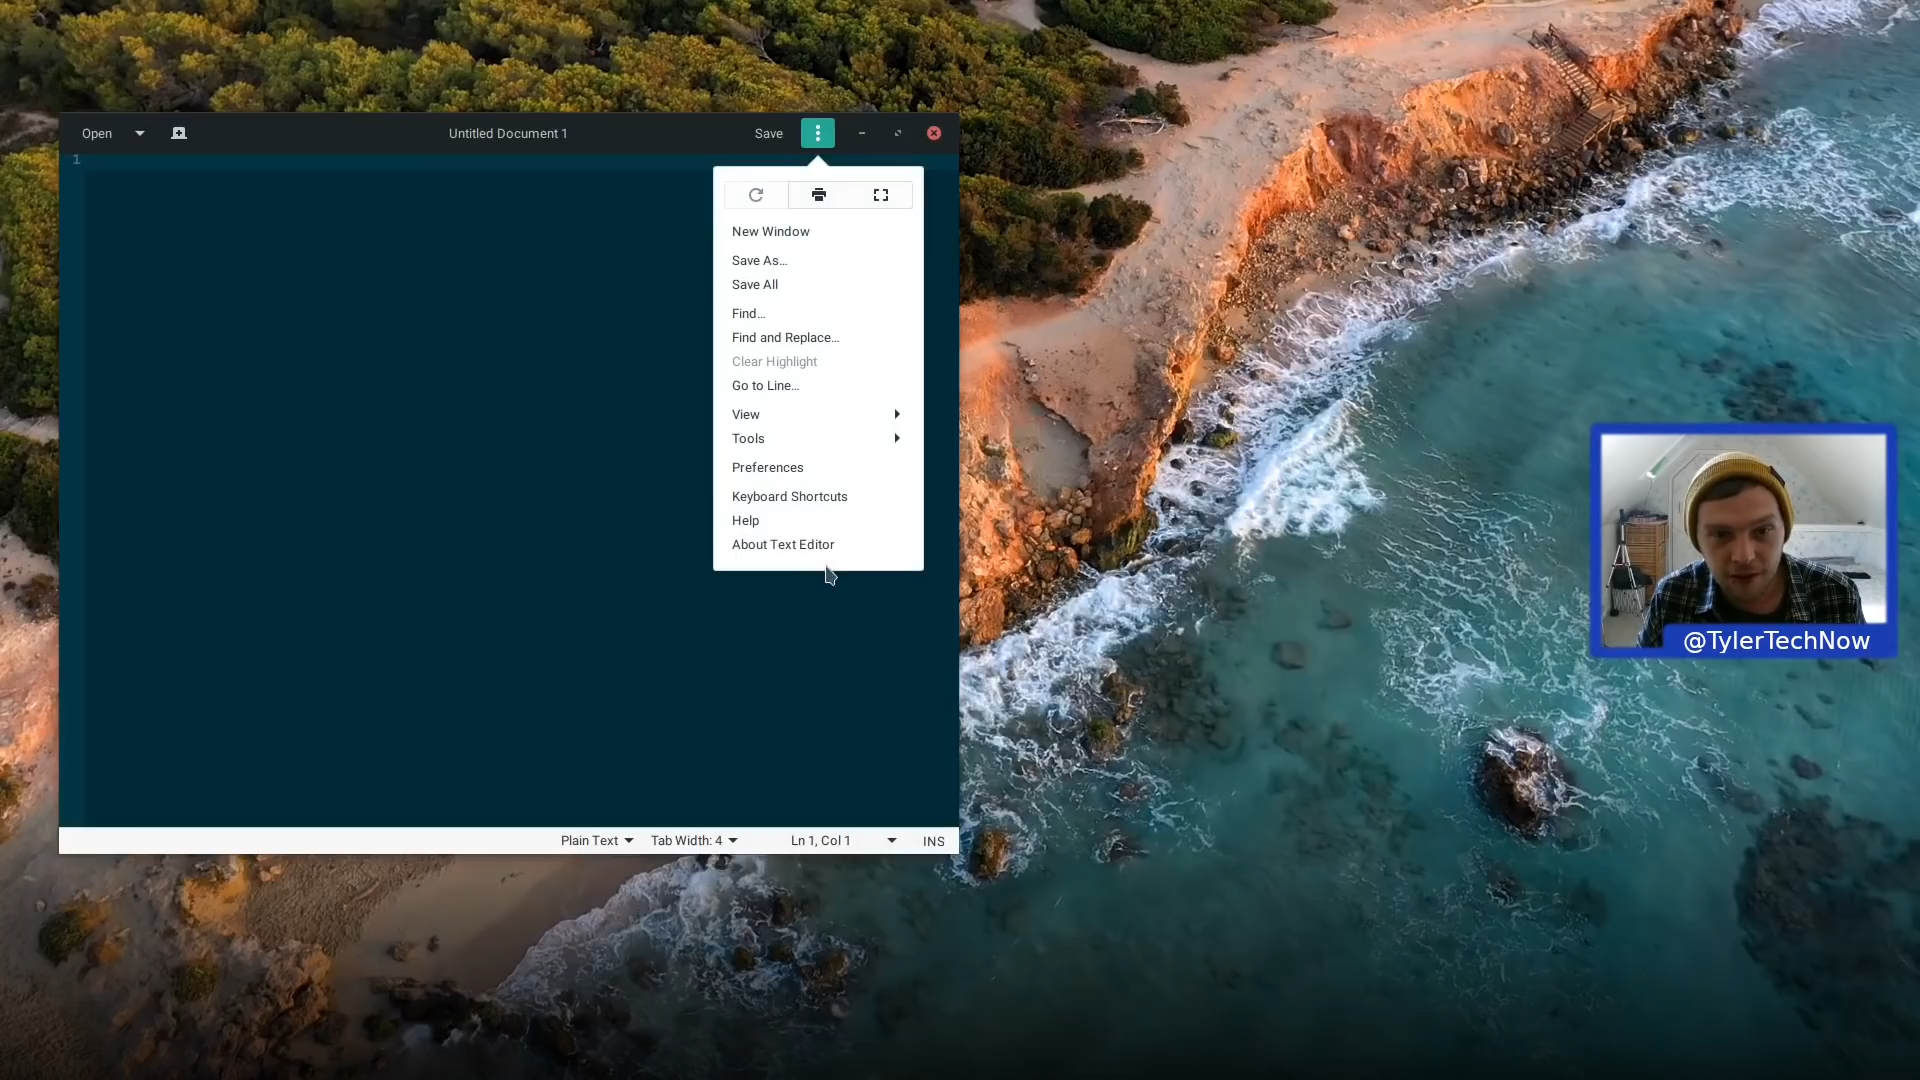 Open
Untitled Document 1
Save
1
New Window
Save As...
Save All
Find...
Find and Replace...
Clear Highlight
Go to Line...
View
Tools
Preferences
Keyboard Shortcuts
Help
About Text Editor
@TylerTechNow
Plain Text
Tab Width: 4
Ln 1, Col 1
INS